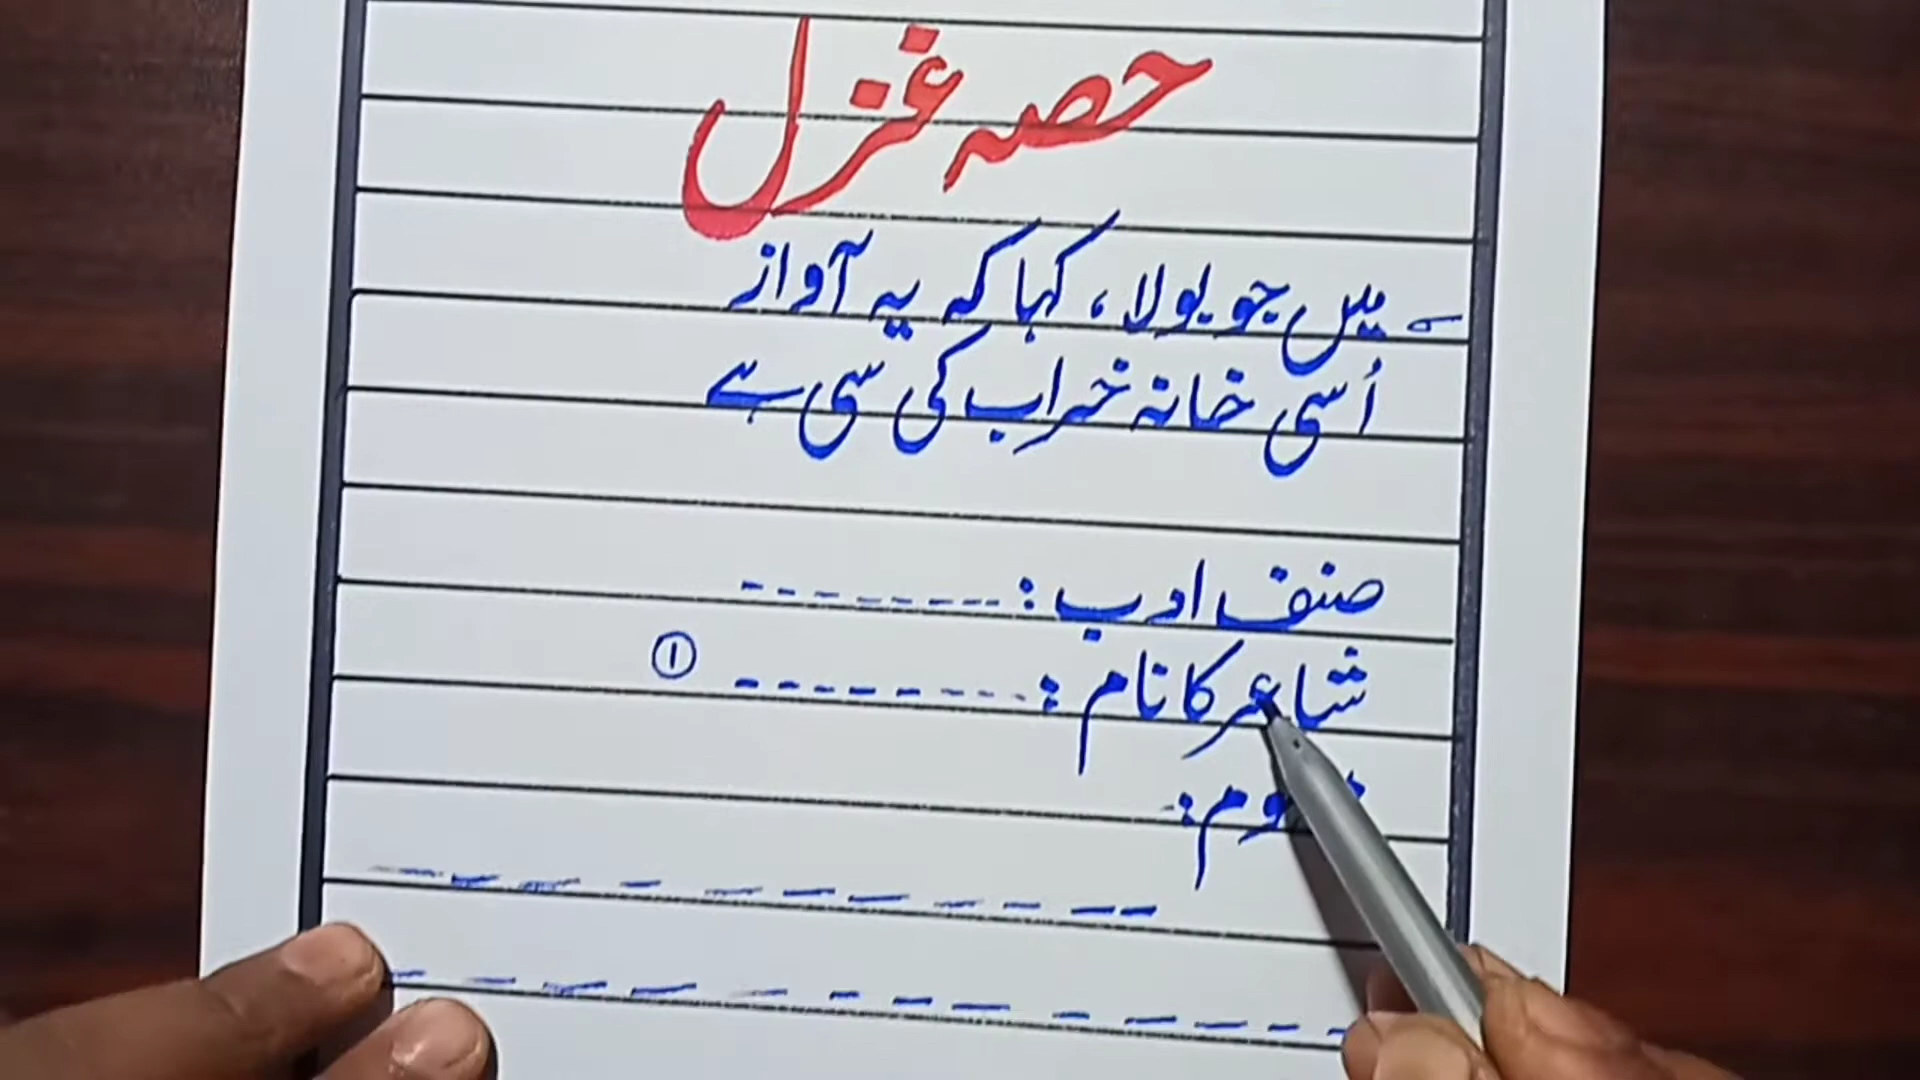 حصہ غزل
؎ میں جو بولا، کہا کہ یہ آواز
اُسی خانہ خراب کی سی ہے
صنف ادب : --------
شاعر کا نام : --------- ①